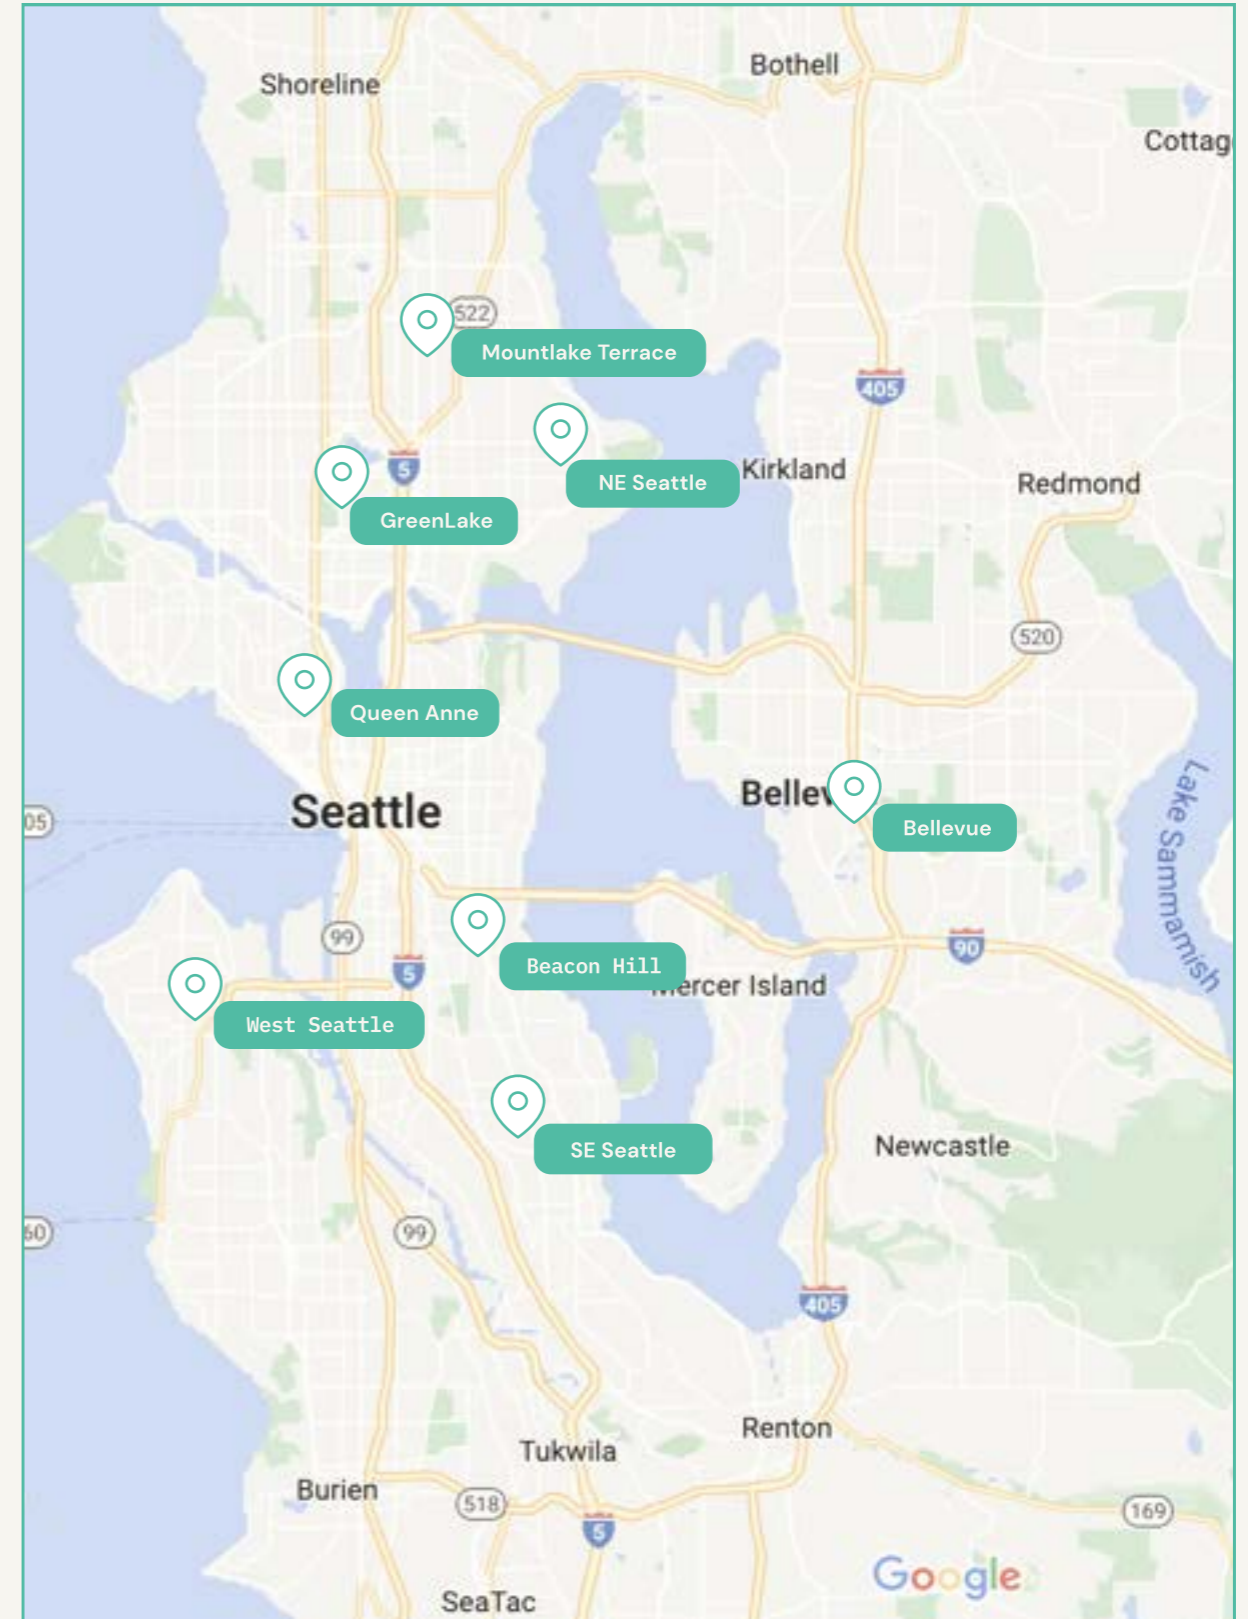 Bothell
Shoreline
Cottag
522
Mountlake Terrace
405
5
Kirkland
NE Seattle
Redmond
GreenLake
520
Queen Anne
Seattle
Bellev
05
Bellevue
Lake Sammamish
99
90
5
Beacon Hill
Mercer Island
West Seattle
SE Seattle
Newcastle
99
60
405
Renton
Tukwila
Burien
518
169
5
Google
SeaTac